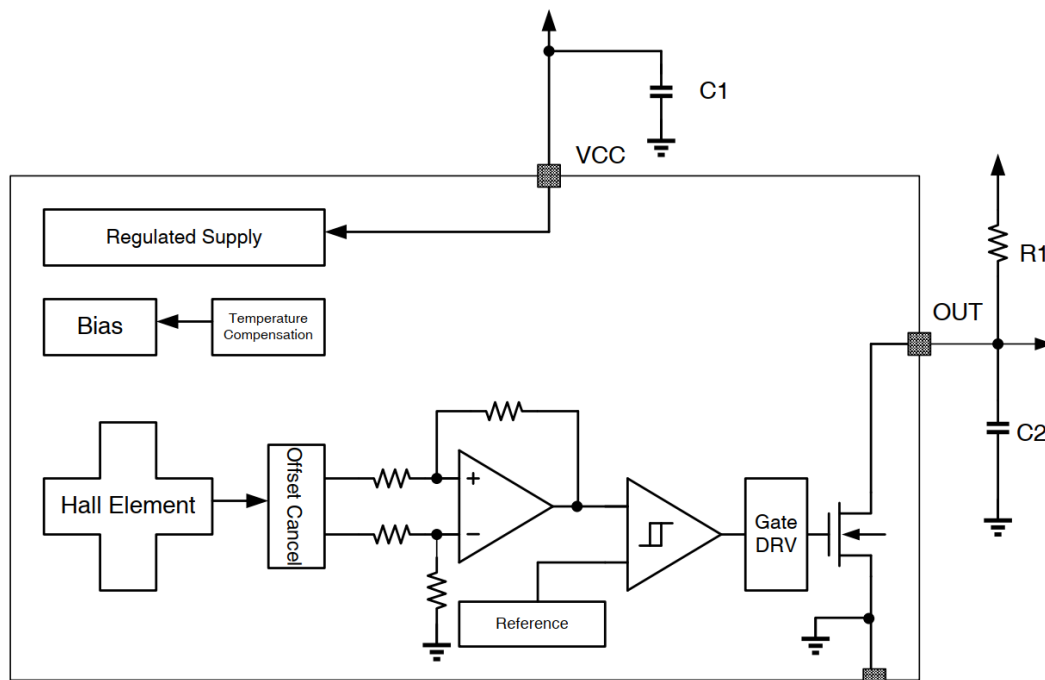 C1
VCC
Regulated Supply
R1
Bias
Temperature
Compensation
OUT
C2
Hall Element
Offset Cancel
+
−
Gate
DRV
Reference